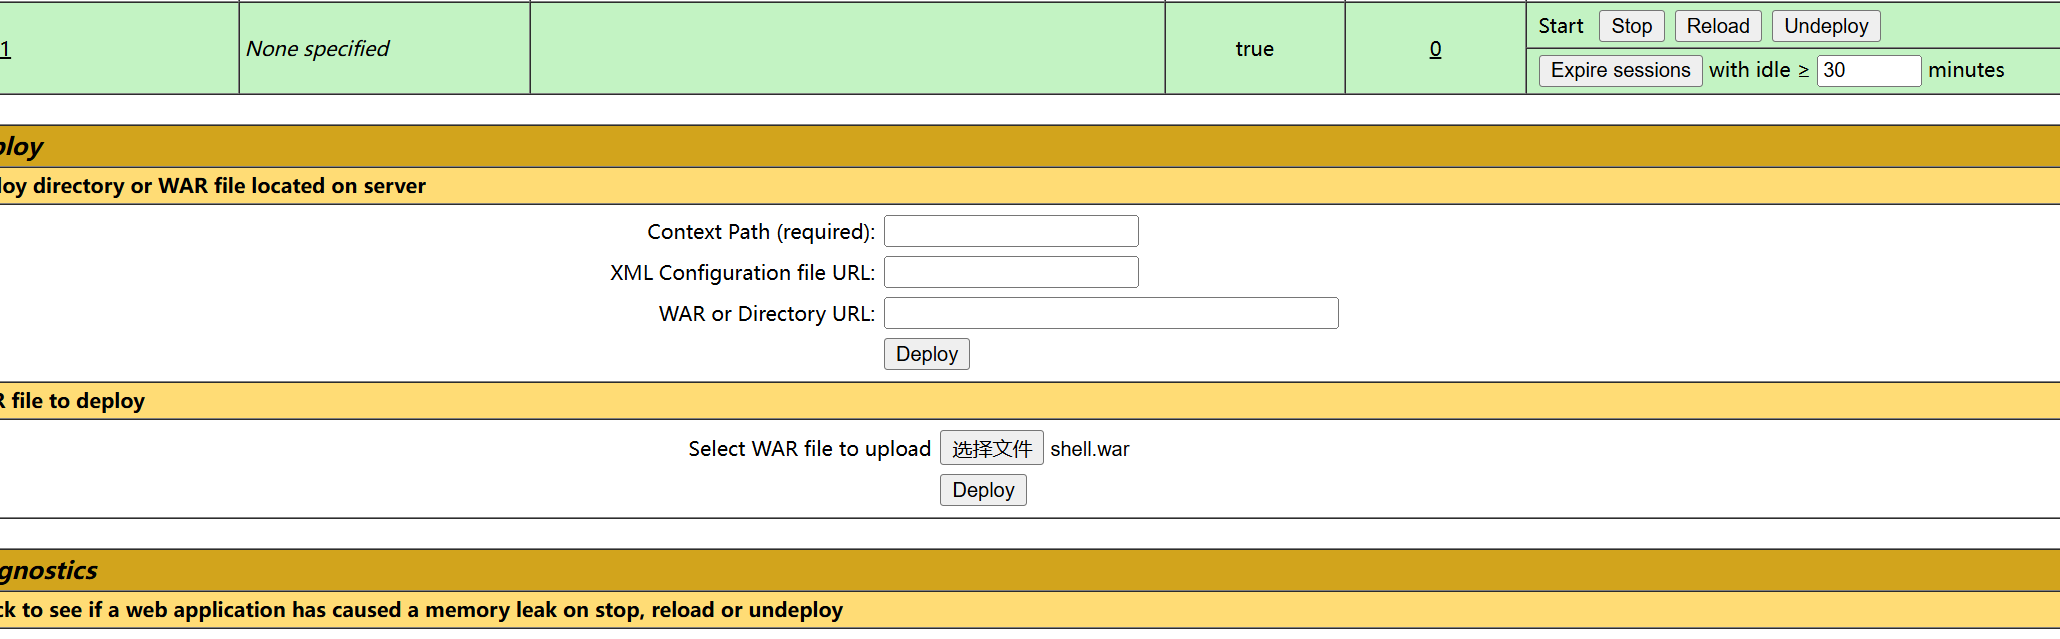 1 None specified true 0 Start Stop Reload Undeploy
Expire sessions with idle ≥ 30 minutes
ploy
loy directory or WAR file located on server
Context Path (required):
XML Configuration file URL:
WAR or Directory URL:
Deploy
R file to deploy
Select WAR file to upload 选择文件 shell.war
Deploy
gnostics
ck to see if a web application has caused a memory leak on stop, reload or undeploy